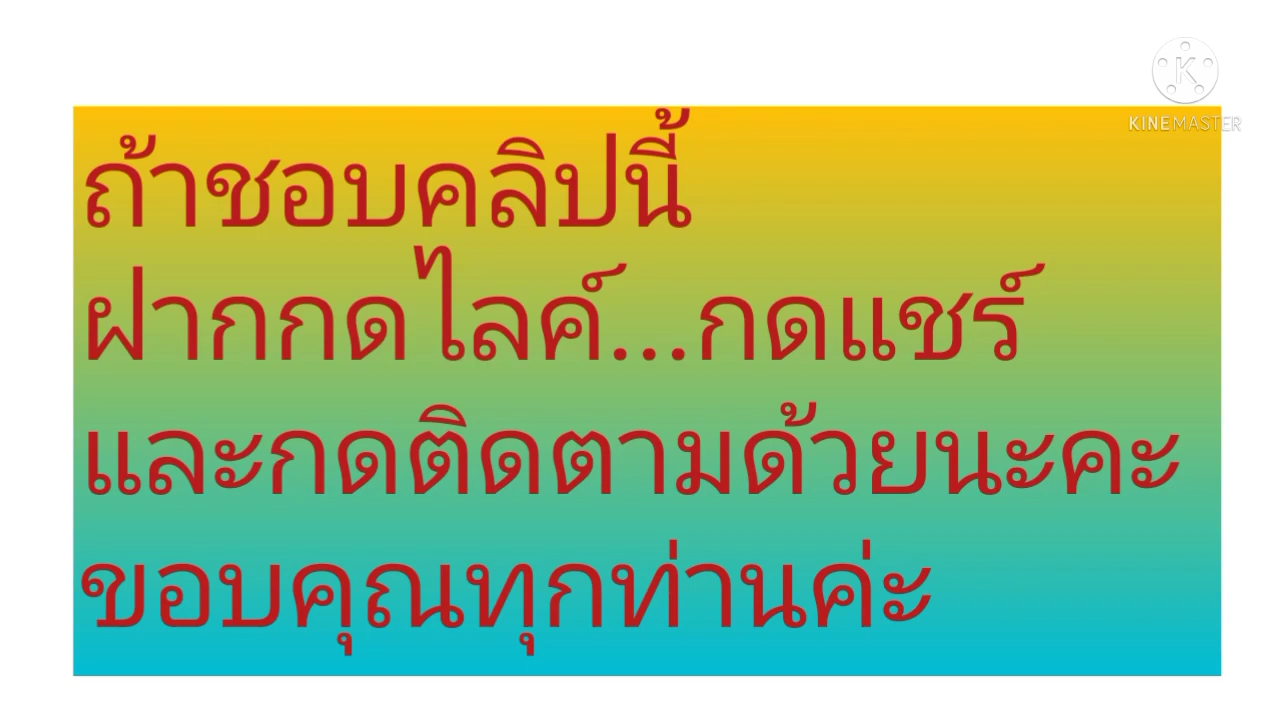 KINEMASTER
ถ้าชอบคลิปนี้
ฝากกดไลค์...กดแชร์
และกดติดตามด้วยนะคะ
ขอบคุณทุกท่านค่ะ